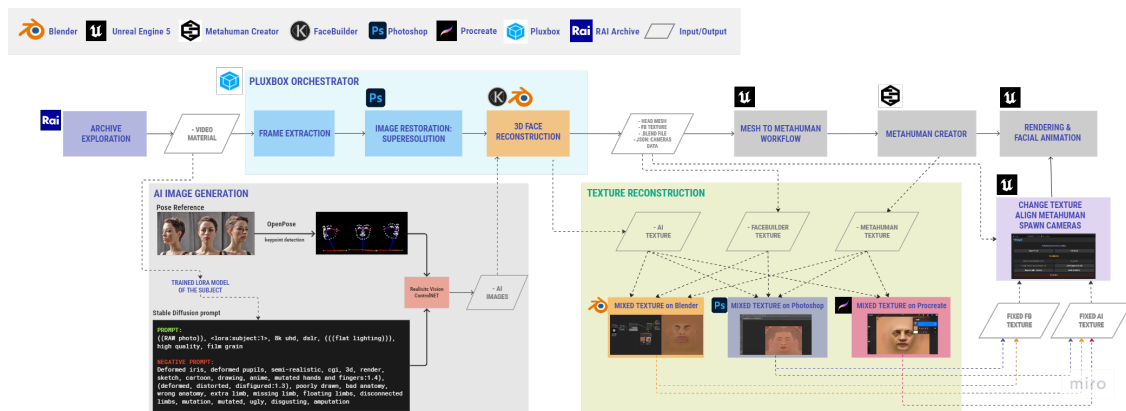 Blender
Unreal Engine 5
Metahuman Creator
K
FaceBuilder
Ps
Photoshop
Procreate
Pluxbox
Rai
RAI Archive
Input/Output
PLUXBOX ORCHESTRATOR
Rai
ARCHIVE
EXPLORATION
- VIDEO
MATERIAL
FRAME EXTRACTION
Ps
IMAGE RESTORATION:
SUPERESOLUTION
K
3D FACE
RECONSTRUCTION
- HEAD MESH
- FB TEXTURE
- .BLEND FILE
- JSON CAMERAS
DATA
MESH TO METAHUMAN
WORKFLOW
METAHUMAN CREATOR
RENDERING &
FACIAL ANIMATION
AI IMAGE GENERATION
Pose Reference
OpenPose
keypoint detection
TRAINED LORA MODEL
OF THE SUBJECT
Realistic Vision
ControlNET
- AI
IMAGES
Stable Diffusion prompt
PROMPT:
((RAW photo)), <lora:subject:1>, 8k uhd, dslr, (((flat lighting))),
high quality, film grain
NEGATIVE PROMPT:
Deformed iris, deformed pupils, semi-realistic, cgi, 3d, render,
sketch, cartoon, drawing, anime, mutated hands and fingers:1.4),
(deformed, distorted, disfigured:1.3), poorly drawn, bad anatomy,
wrong anatomy, extra limb, missing limb, floating limbs, disconnected
limbs, mutation, mutated, ugly, disgusting, amputation
TEXTURE RECONSTRUCTION
- AI
TEXTURE
- FACEBUILDER
TEXTURE
- METAHUMAN
TEXTURE
MIXED TEXTURE on Blender
Ps
MIXED TEXTURE on Photoshop
MIXED TEXTURE on Procreate
CHANGE TEXTURE
ALIGN METAHUMAN
SPAWN CAMERAS
FIXED FB
TEXTURE
FIXED AI
TEXTURE
miro